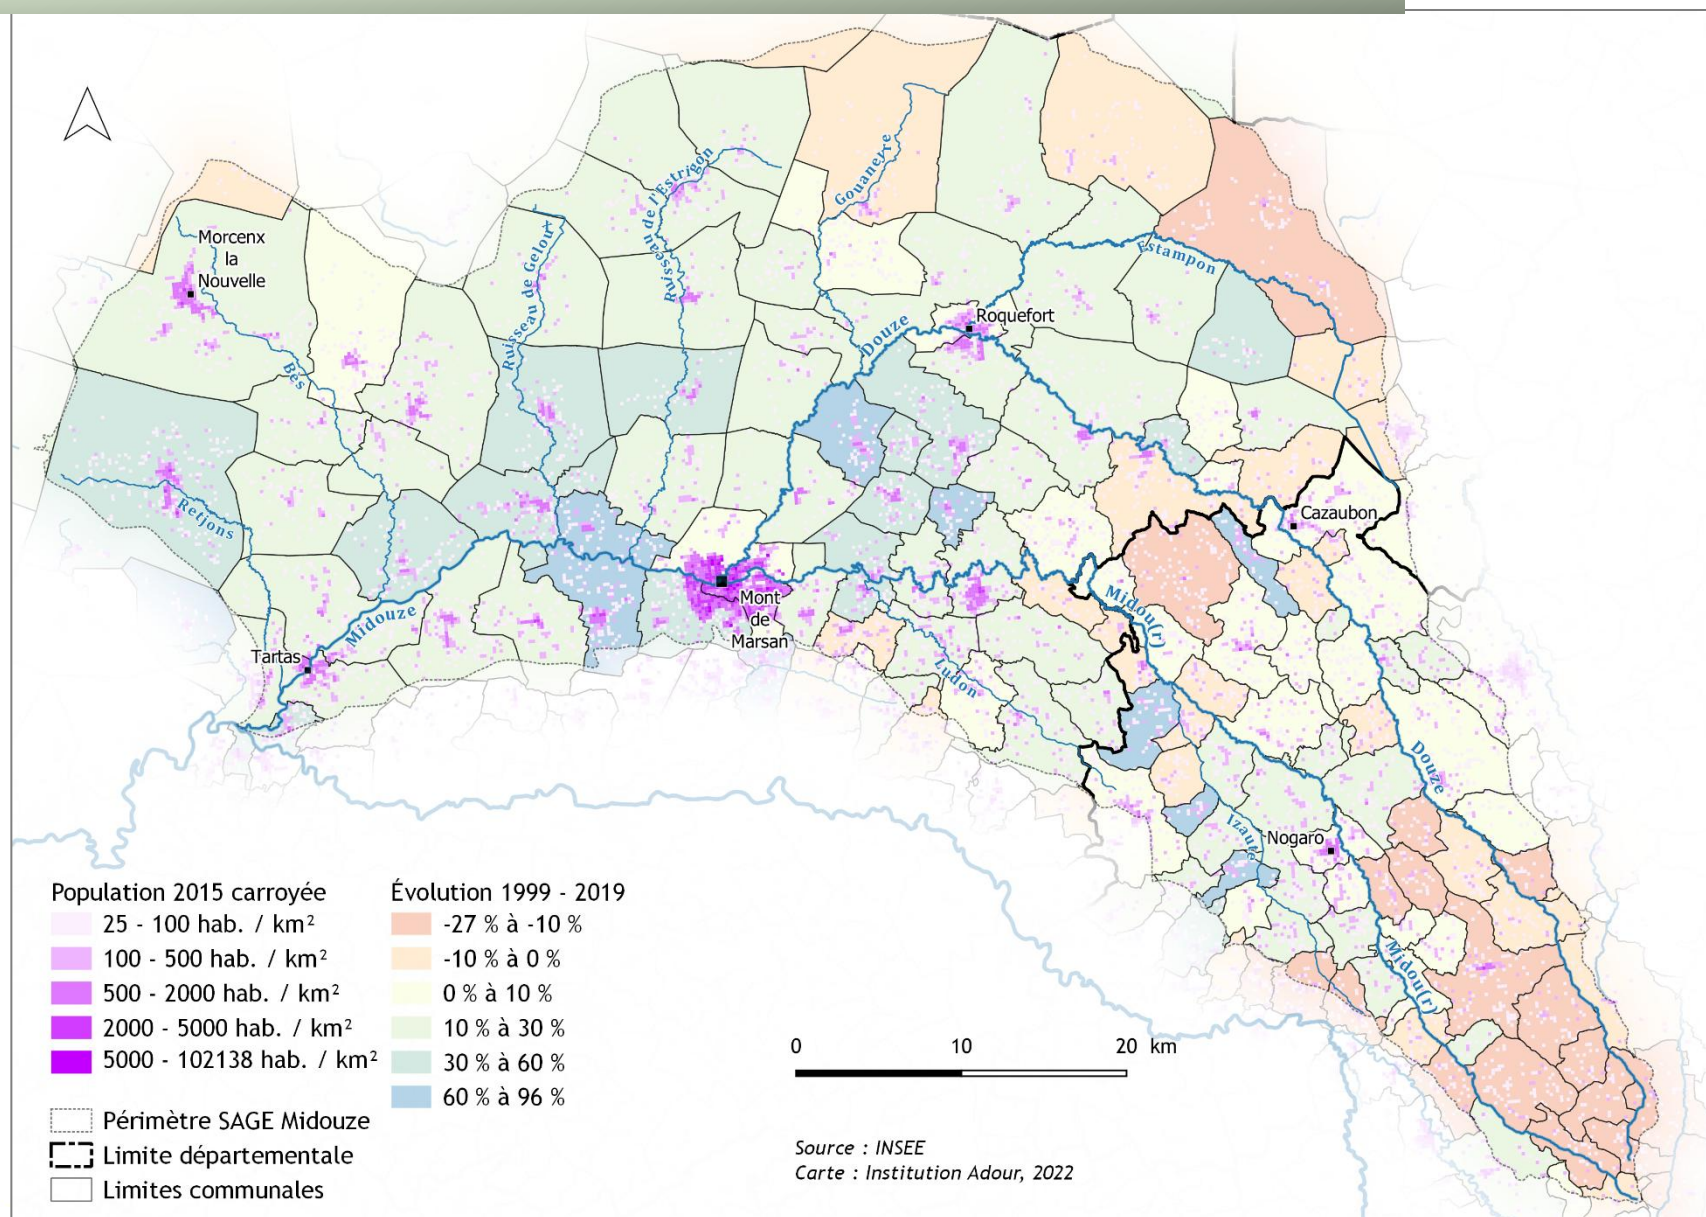 Morcenx
la
Nouvelle
Bès
Ruisseau de Geloux
Ruisseau de l'Estrigon
Gouaneyre
Estampon
Roquefort
Douze
Retjons
Cazaubon
Midouze
Tartas
Mont
de
Marsan
Midou(r)
Ludon
Douze
Izaute
Nogaro
Midou(r)
Population 2015 carroyée
25 - 100 hab. / km²
100 - 500 hab. / km²
500 - 2000 hab. / km²
2000 - 5000 hab. / km²
5000 - 102138 hab. / km²
Périmètre SAGE Midouze
Limite départementale
Limites communales
Évolution 1999 - 2019
-27 % à -10 %
-10 % à 0 %
0 % à 10 %
10 % à 30 %
30 % à 60 %
60 % à 96 %
0 10 20 km
Source : INSEE
Carte : Institution Adour, 2022